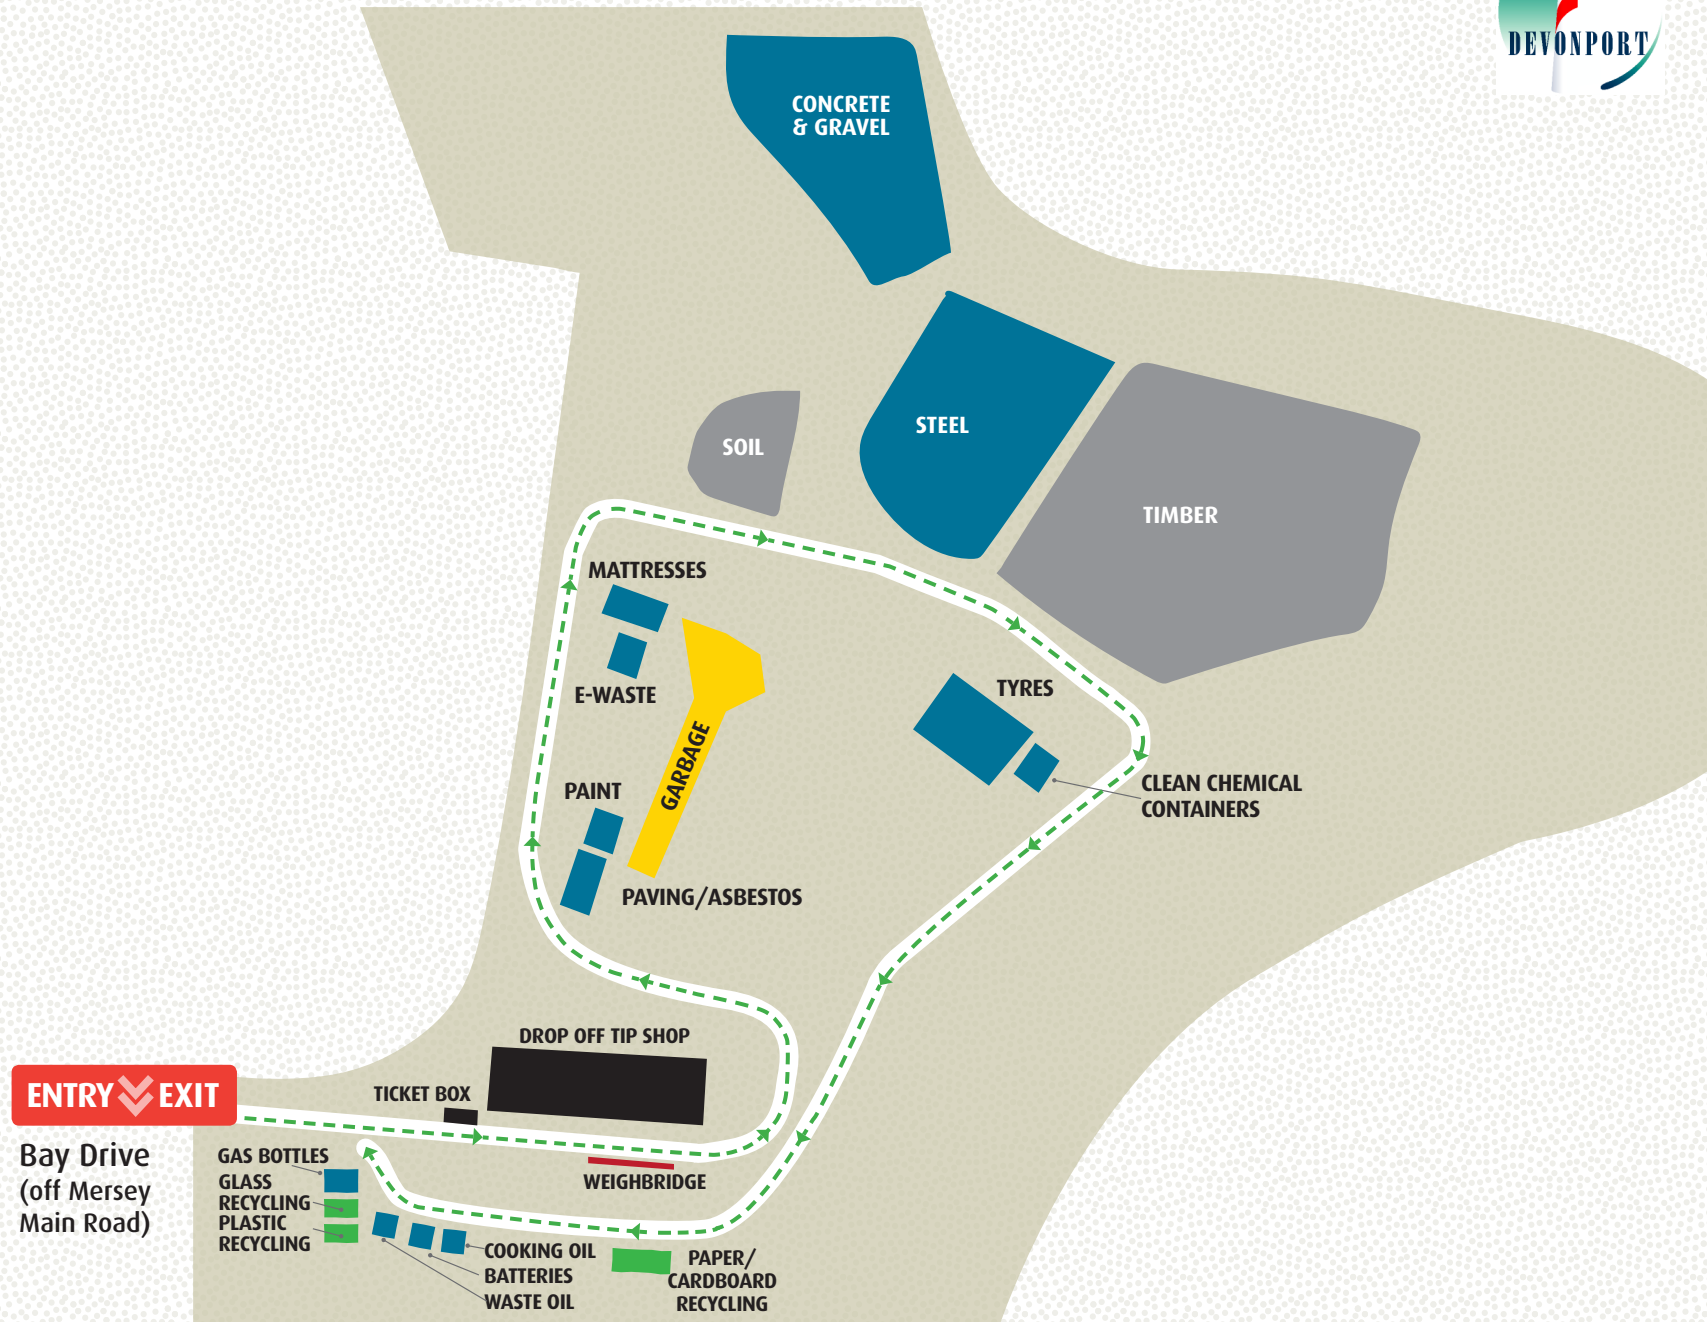 DEVONPORT
CONCRETE
& GRAVEL
STEEL
SOIL
TIMBER
MATTRESSES
E-WASTE
GARBAGE
TYRES
CLEAN CHEMICAL
CONTAINERS
PAINT
PAVING/ASBESTOS
DROP OFF TIP SHOP
TICKET BOX
ENTRY EXIT
Bay Drive
(off Mersey
Main Road)
WEIGHBRIDGE
GAS BOTTLES
GLASS
RECYCLING
PLASTIC
RECYCLING
COOKING OIL
BATTERIES
WASTE OIL
PAPER/
CARDBOARD
RECYCLING